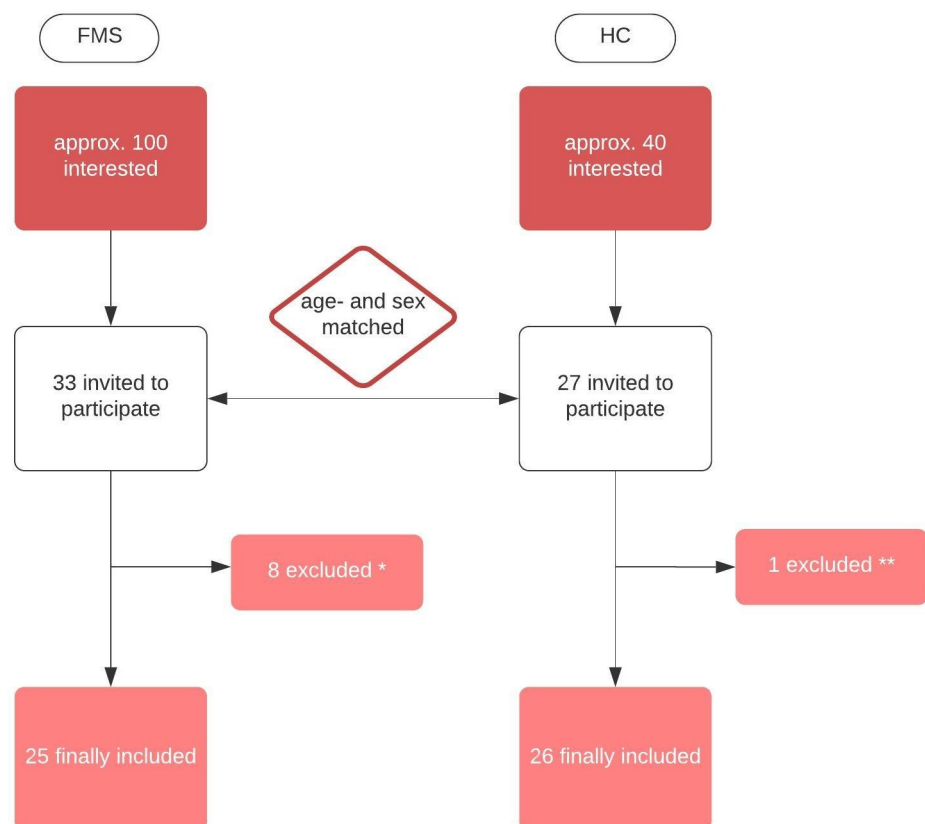 FMS
HC
approx. 100
interested
approx. 40
interested
age- and sex
matched
33 invited to
participate
27 invited to
participate
8 excluded *
1 excluded **
25 finally included
26 finally included